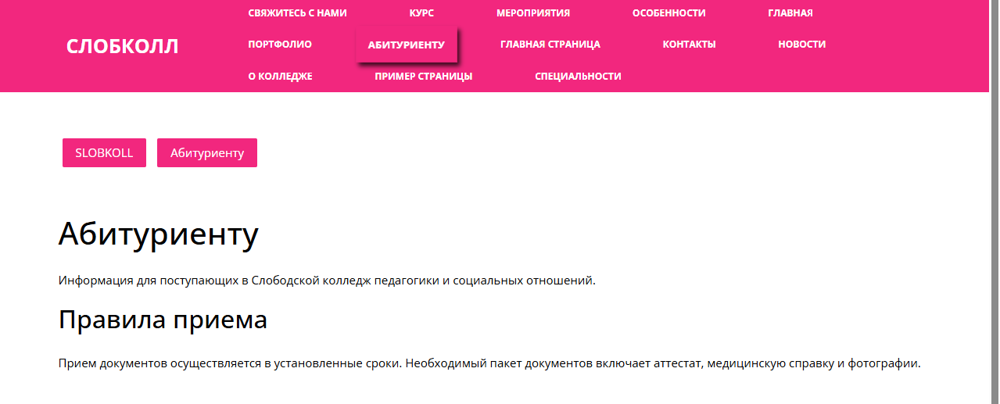 СВЯЖИТЕСЬ С НАМИ КУРС МЕРОПРИЯТИЯ ОСОБЕННОСТИ ГЛАВНАЯ
СЛОБКОЛЛ ПОРТФОЛИО АБИТУРИЕНТУ ГЛАВНАЯ СТРАНИЦА КОНТАКТЫ НОВОСТИ
О КОЛЛЕДЖЕ ПРИМЕР СТРАНИЦЫ СПЕЦИАЛЬНОСТИ
SLOBKOLL Абитуриенту
Абитуриенту
Информация для поступающих в Слободской колледж педагогики и социальных отношений.
Правила приема
Прием документов осуществляется в установленные сроки. Необходимый пакет документов включает аттестат, медицинскую справку и фотографии.